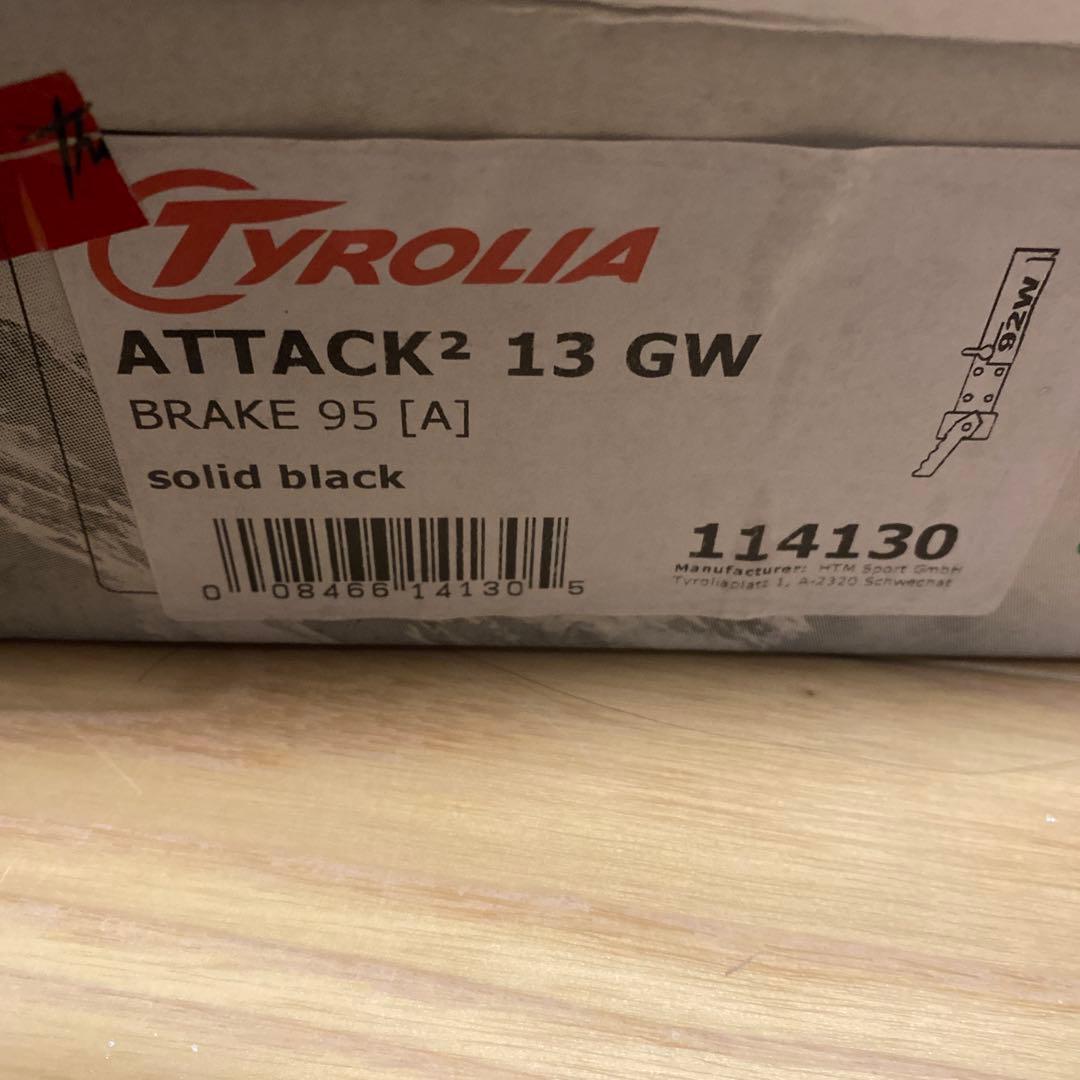 TYROLIA
ATTACK² 13 GW
BRAKE 95 [A]
solid black
92W
0 08466 14130 5
114130
Manufacturer: HTM Sport GmbH
Tyroliaplatz 1, A-2320 Schwechat